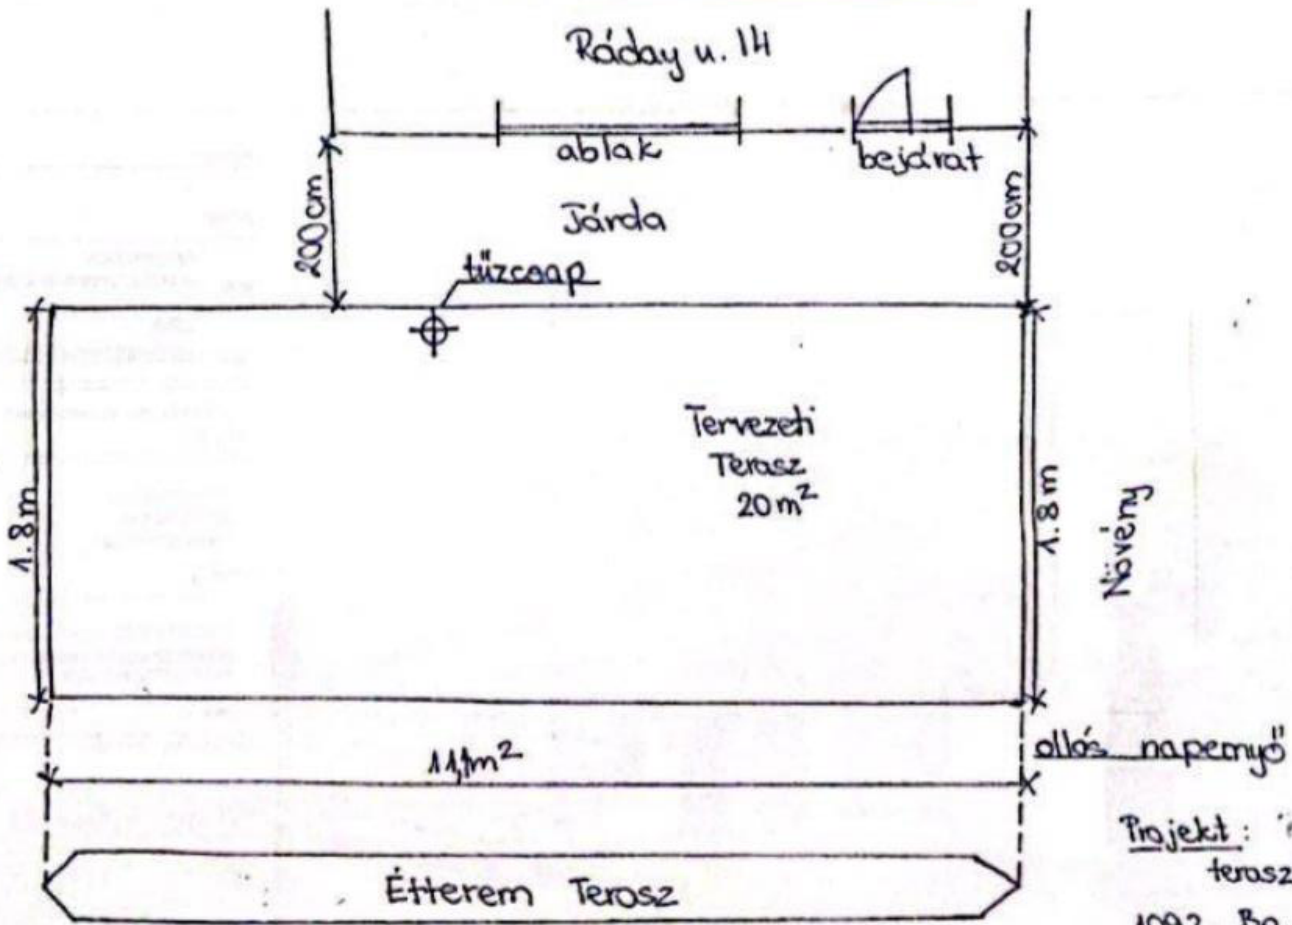 Ráday u. 14
ablak
bejárat
200cm
Járda
200cm
tűzcsap
Tervezeti
Terasz
20m²
1.8m
1.8m
Növény
11,1m²
ollós napernyő
Projekt:
terasz
Étterem Terasz
1092